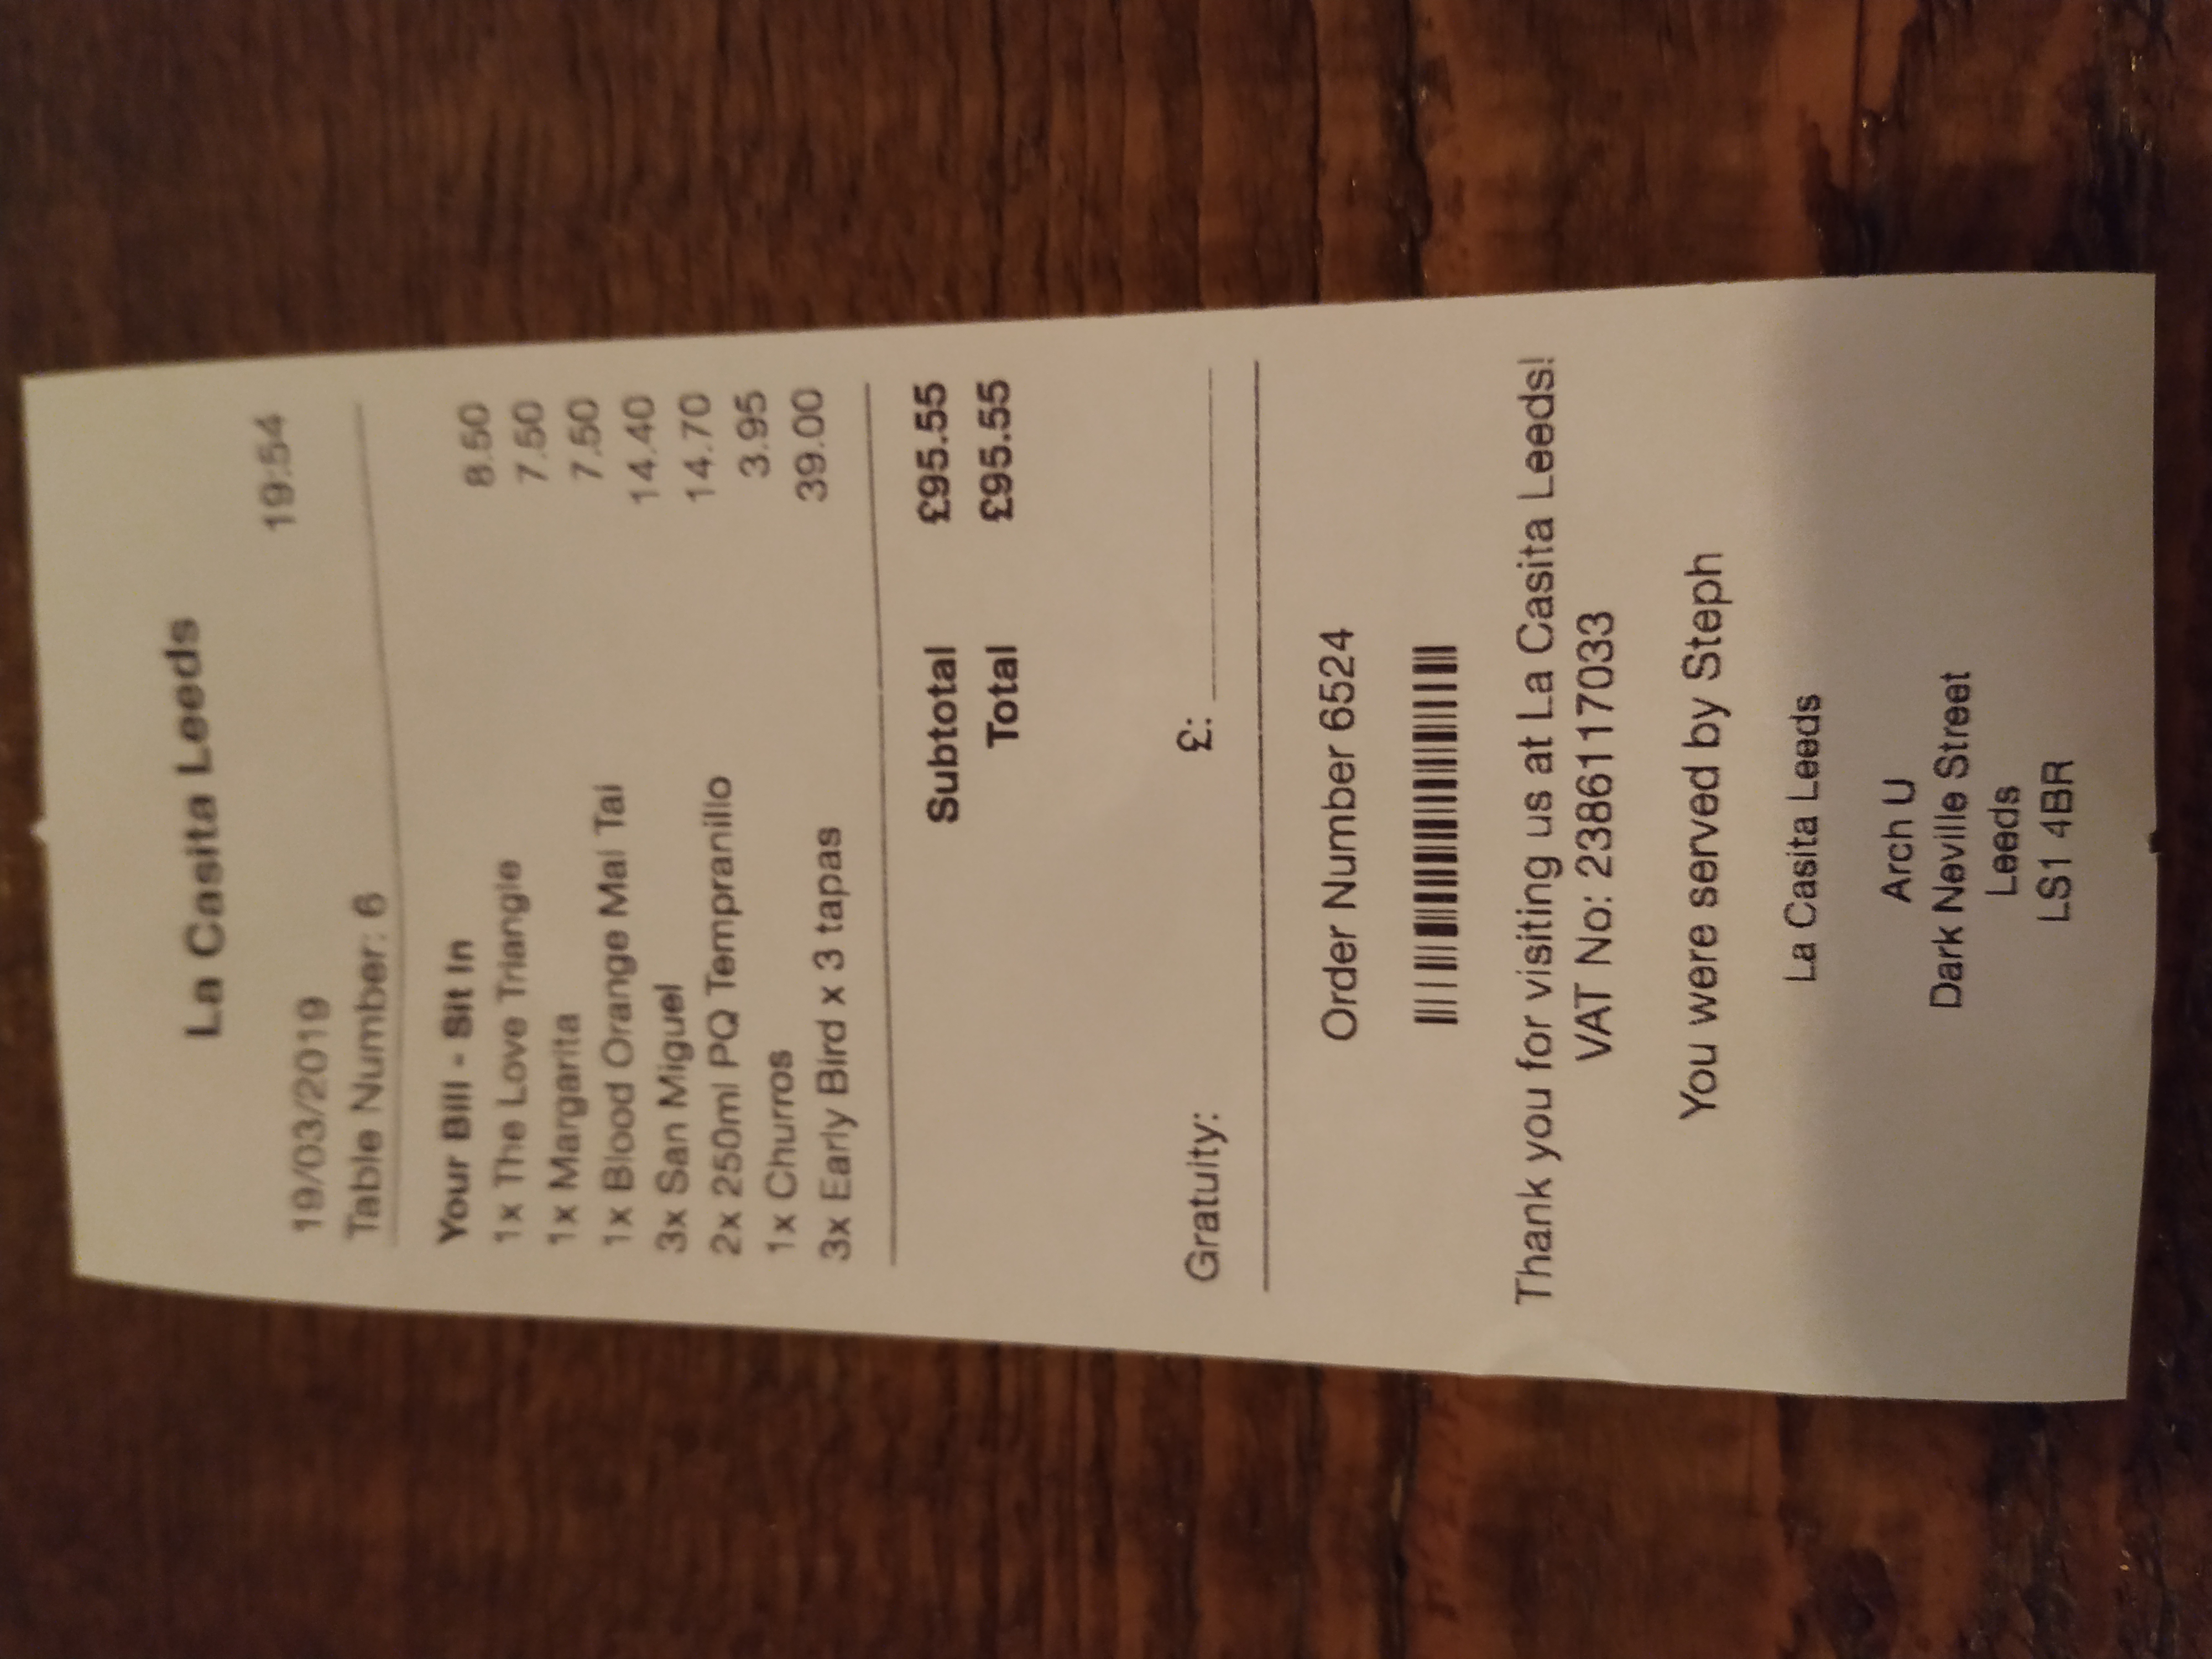 La Casita Leeds
19/03/2019 19:54
Table Number: 6
Your Bill - Sit In
1x The Love Triangle 8.50
1x Margarita 7.50
1x Blood Orange Mai Tai 7.50
3x San Miguel 14.40
2x 250ml PQ Tempranillo 14.70
1x Churros 3.95
3x Early Bird x 3 tapas 39.00
Subtotal £95.55
Total £95.55
Gratuity: £:
Order Number 6524
Thank you for visiting us at La Casita Leeds!
VAT No: 2386117033
You were served by Steph
La Casita Leeds
Arch U
Dark Neville Street
Leeds
LS1 4BR